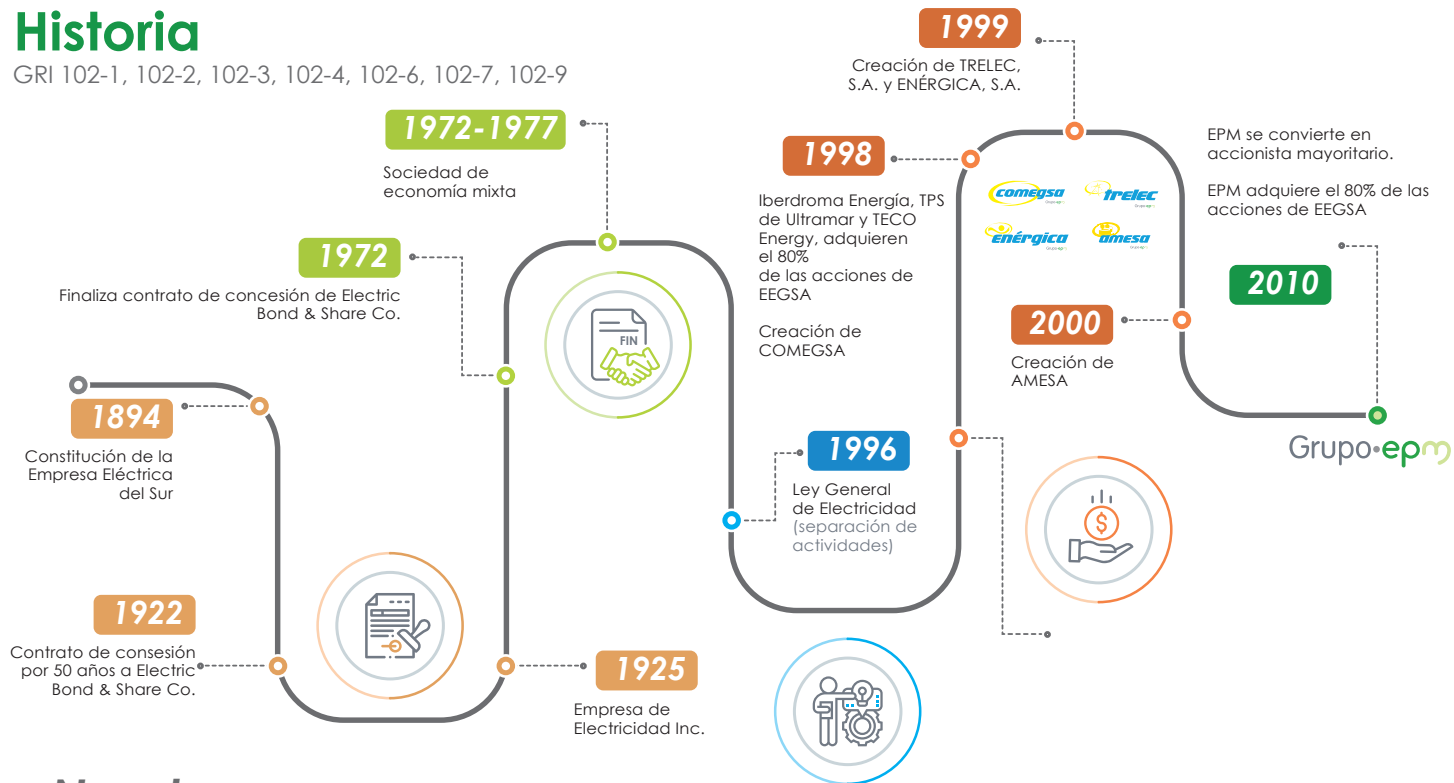 Historia
GRI 102-1, 102-2, 102-3, 102-4, 102-6, 102-7, 102-9
1894
Constitución de la
Empresa Eléctrica
del Sur
1922
Contrato de consesión
por 50 años a Electric
Bond & Share Co.
1925
Empresa de
Electricidad Inc.
1972
Finaliza contrato de concesión de Electric
Bond & Share Co.
1972-1977
Sociedad de
economía mixta
FIN
1996
Ley General
de Electricidad
(separación de
actividades)
1998
Iberdroma Energía, TPS
de Ultramar y TECO
Energy, adquieren
el 80%
de las acciones de
EEGSA
Creación de
COMEGSA
1999
Creación de TRELEC,
S.A. y ENÉRGICA, S.A.
comegsa
trelec
enérgica
amesa
2000
Creación de
AMESA
$
EPM se convierte en
accionista mayoritario.
EPM adquiere el 80% de las
acciones de EEGSA
2010
Grupo·epm